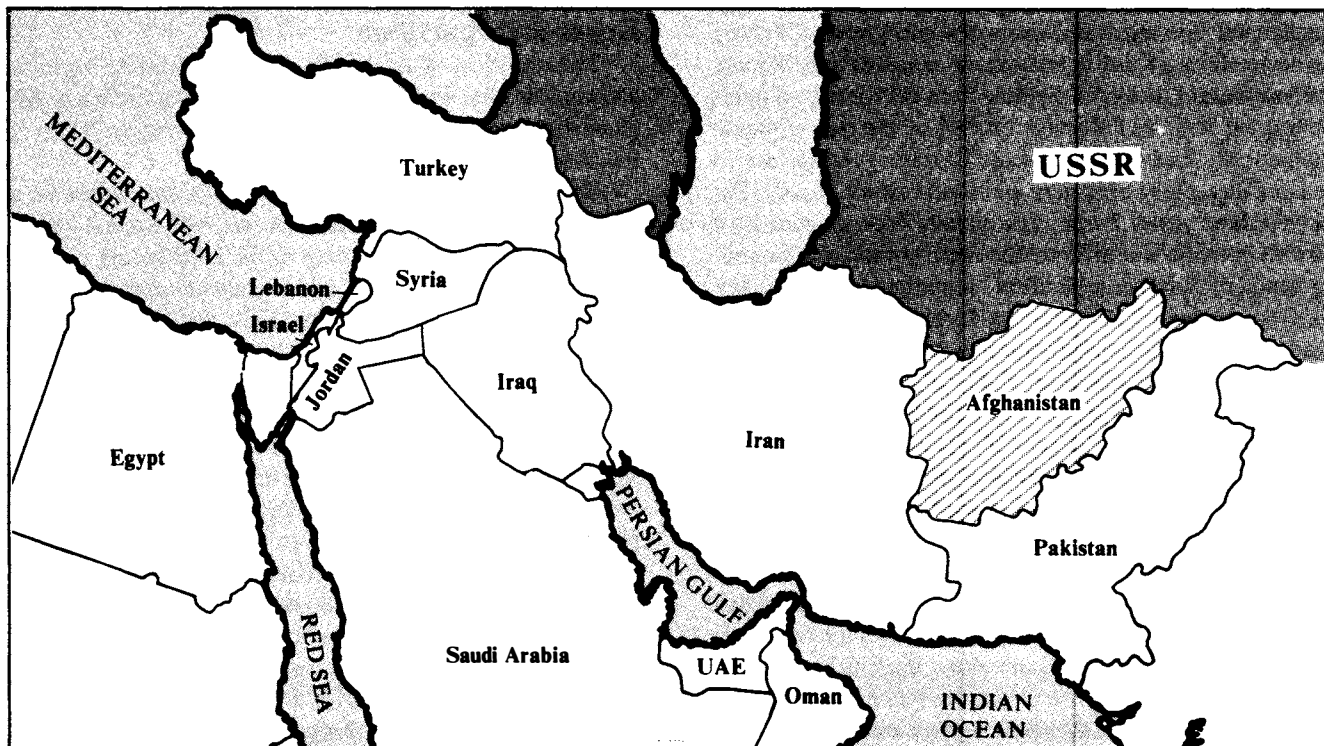 USSR
Turkey
MEDITERRANEAN
SEA
Syria
Lebanon
Israel
Jordan
Iraq
Iran
Afghanistan
Egypt
PERSIAN GULF
Pakistan
RED SEA
Saudi Arabia
UAE
Oman
INDIAN
OCEAN